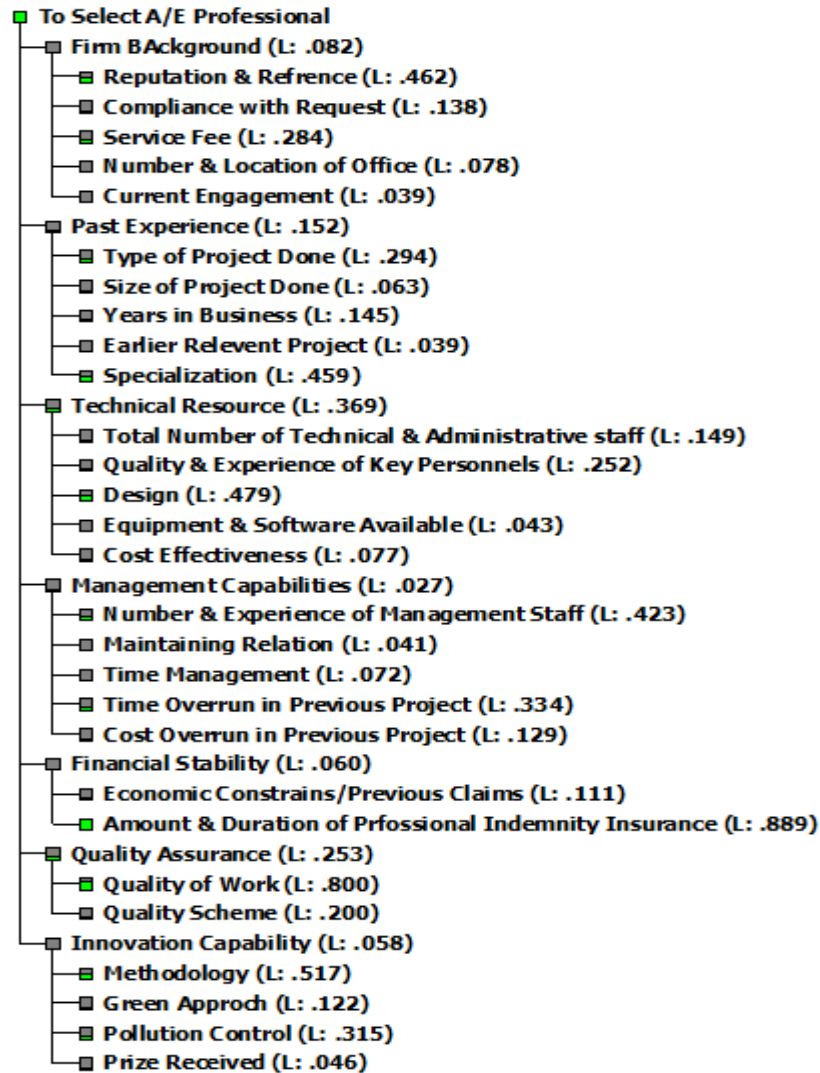 To Select A/E Professional
Firm BAckground (L: .082)
Reputation & Refrence (L: .462)
Compliance with Request (L: .138)
Service Fee (L: .284)
Number & Location of Office (L: .078)
Current Engagement (L: .039)
Past Experience (L: .152)
Type of Project Done (L: .294)
Size of Project Done (L: .063)
Years in Business (L: .145)
Earlier Relevent Project (L: .039)
Specialization (L: .459)
Technical Resource (L: .369)
Total Number of Technical & Administrative staff (L: .149)
Quality & Experience of Key Personnels (L: .252)
Design (L: .479)
Equipment & Software Available (L: .043)
Cost Effectiveness (L: .077)
Management Capabilities (L: .027)
Number & Experience of Management Staff (L: .423)
Maintaining Relation (L: .041)
Time Management (L: .072)
Time Overrun in Previous Project (L: .334)
Cost Overrun in Previous Project (L: .129)
Financial Stability (L: .060)
Economic Constrains/Previous Claims (L: .111)
Amount & Duration of Prfossional Indemnity Insurance (L: .889)
Quality Assurance (L: .253)
Quality of Work (L: .800)
Quality Scheme (L: .200)
Innovation Capability (L: .058)
Methodology (L: .517)
Green Approch (L: .122)
Pollution Control (L: .315)
Prize Received (L: .046)